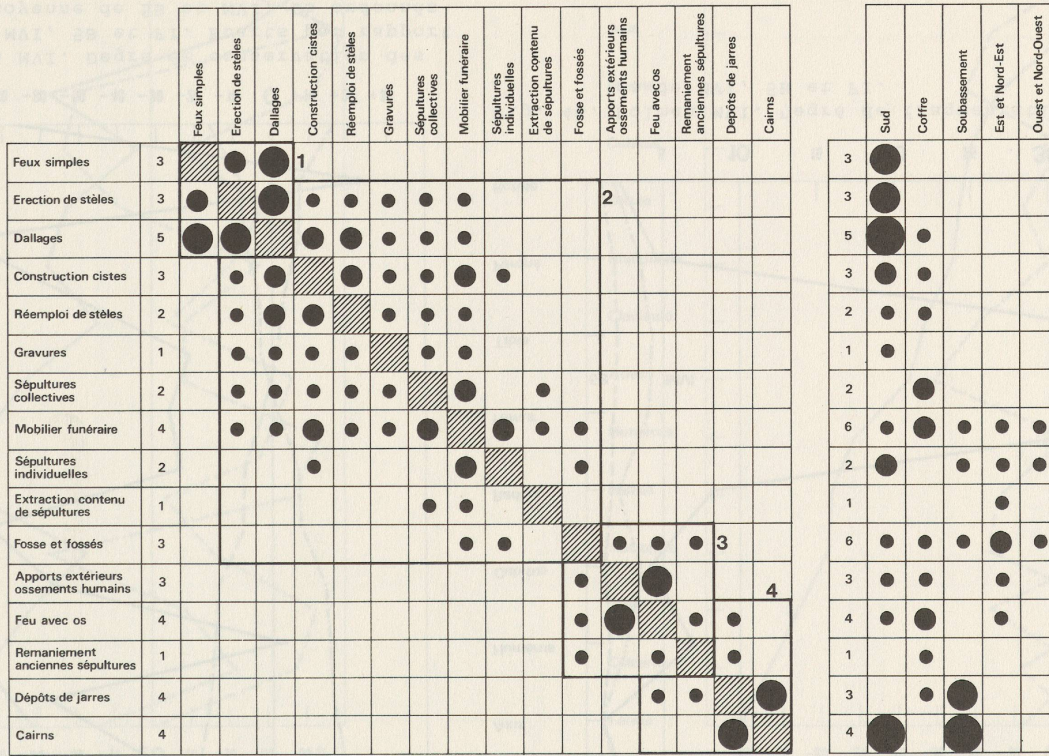 Feux simples
Erection de stèles
Dallages
Construction cistes
Réemploi de stèles
Gravures
Sépultures
collectives
Mobilier funéraire
Sépultures
individuelles
Extraction contenu
de sépultures
Fosse et fossés
Apports extérieurs
ossements humains
Feu avec os
Remaniement
anciennes sépultures
Depôts de jarres
Cairns
Sud
Coffre
Soubassement
Est et Nord-Est
Ouest et Nord-Ouest
Feux simples 3 1 3
Erection de stèles 3 2 3
Dallages 5 5
Construction cistes 3 3
Réemploi de stèles 2 2
Gravures 1 1
Sépultures
collectives 2 2
Mobilier funéraire 4 6
Sépultures
individuelles 2 2
Extraction contenu
de sépultures 1 1
Fosse et fossés 3 3 6
Apports extérieurs
ossements humains 3 4 3
Feu avec os 4 4
Remaniement
anciennes sépultures 1 1
Dépôts de jarres 4 3
Cairns 4 4